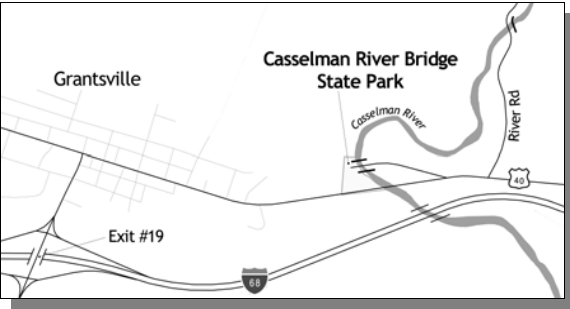 Casselman River Bridge
State Park
Grantsville
Casselman River
River Rd
40
Exit #19
68